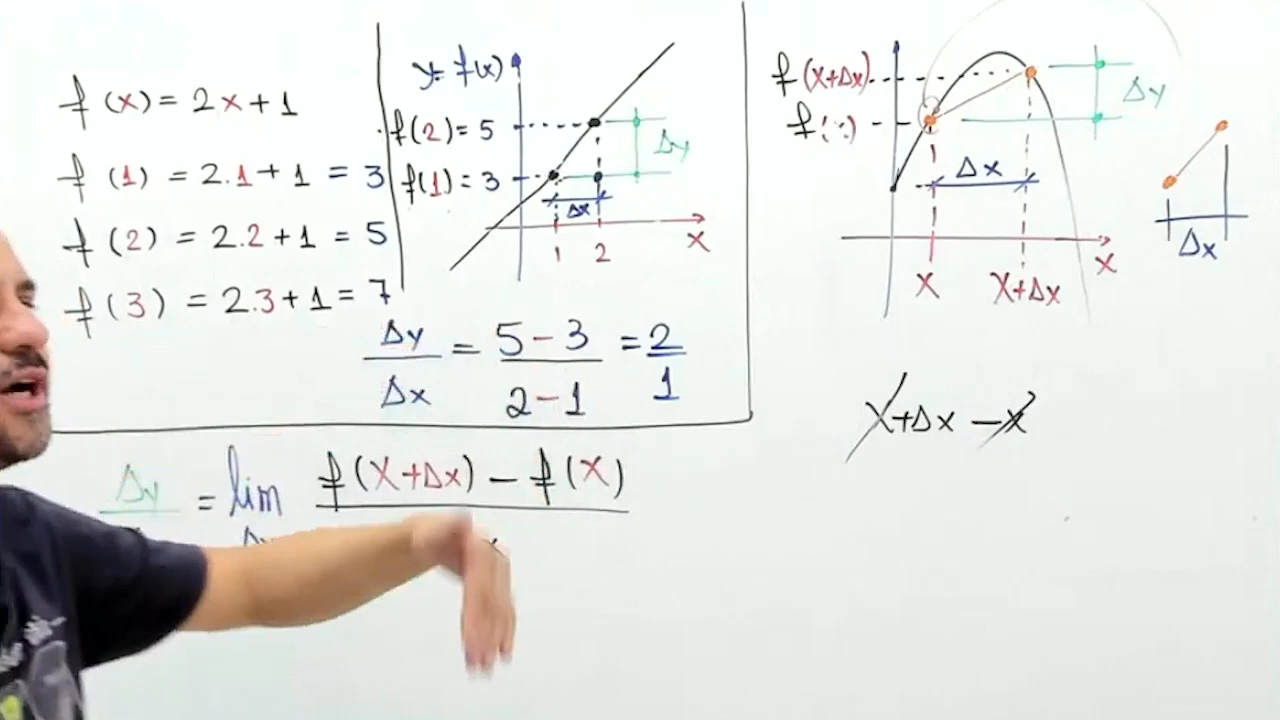 f(x) = 2x+1
f(1) = 2.1+1 = 3
f(2) = 2.2+1 = 5
f(3) = 2.3+1 = 7
y= f(x)
f(2)=5
f(1)=3
Δy
Δx
1 2
x
Δy/Δx = 5-3/2-1 = 2/1
f(X+Δx)
Δy
Δx
X X+Δx
x
Δx
X+Δx -x
Δy = lim f(X+Δx) - f(X)